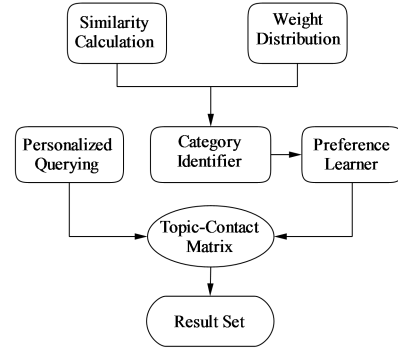 Similarity
Calculation
Weight
Distribution
Personalized
Querying
Category
Identifier
Preference
Learner
Topic-Contact
Matrix
Result Set